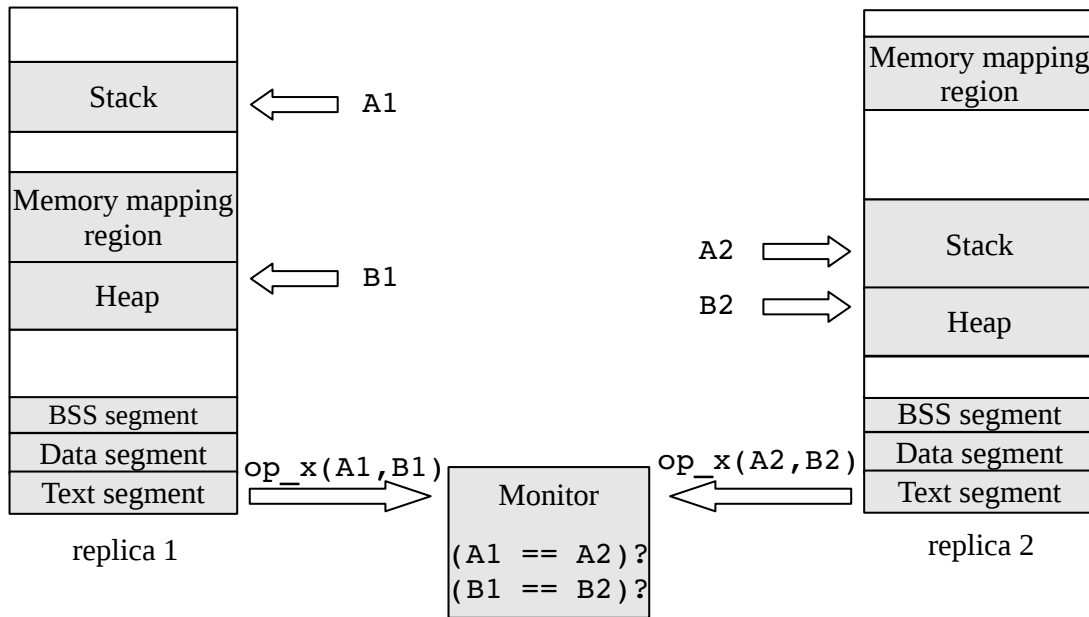 Stack
A1
Memory mapping
region
B1
Heap
BSS segment
Data segment
Text segment
replica 1
op_x(A1,B1)
Monitor
(A1 == A2)?
(B1 == B2)?
op_x(A2,B2)
Memory mapping
region
A2
Stack
B2
Heap
BSS segment
Data segment
Text segment
replica 2